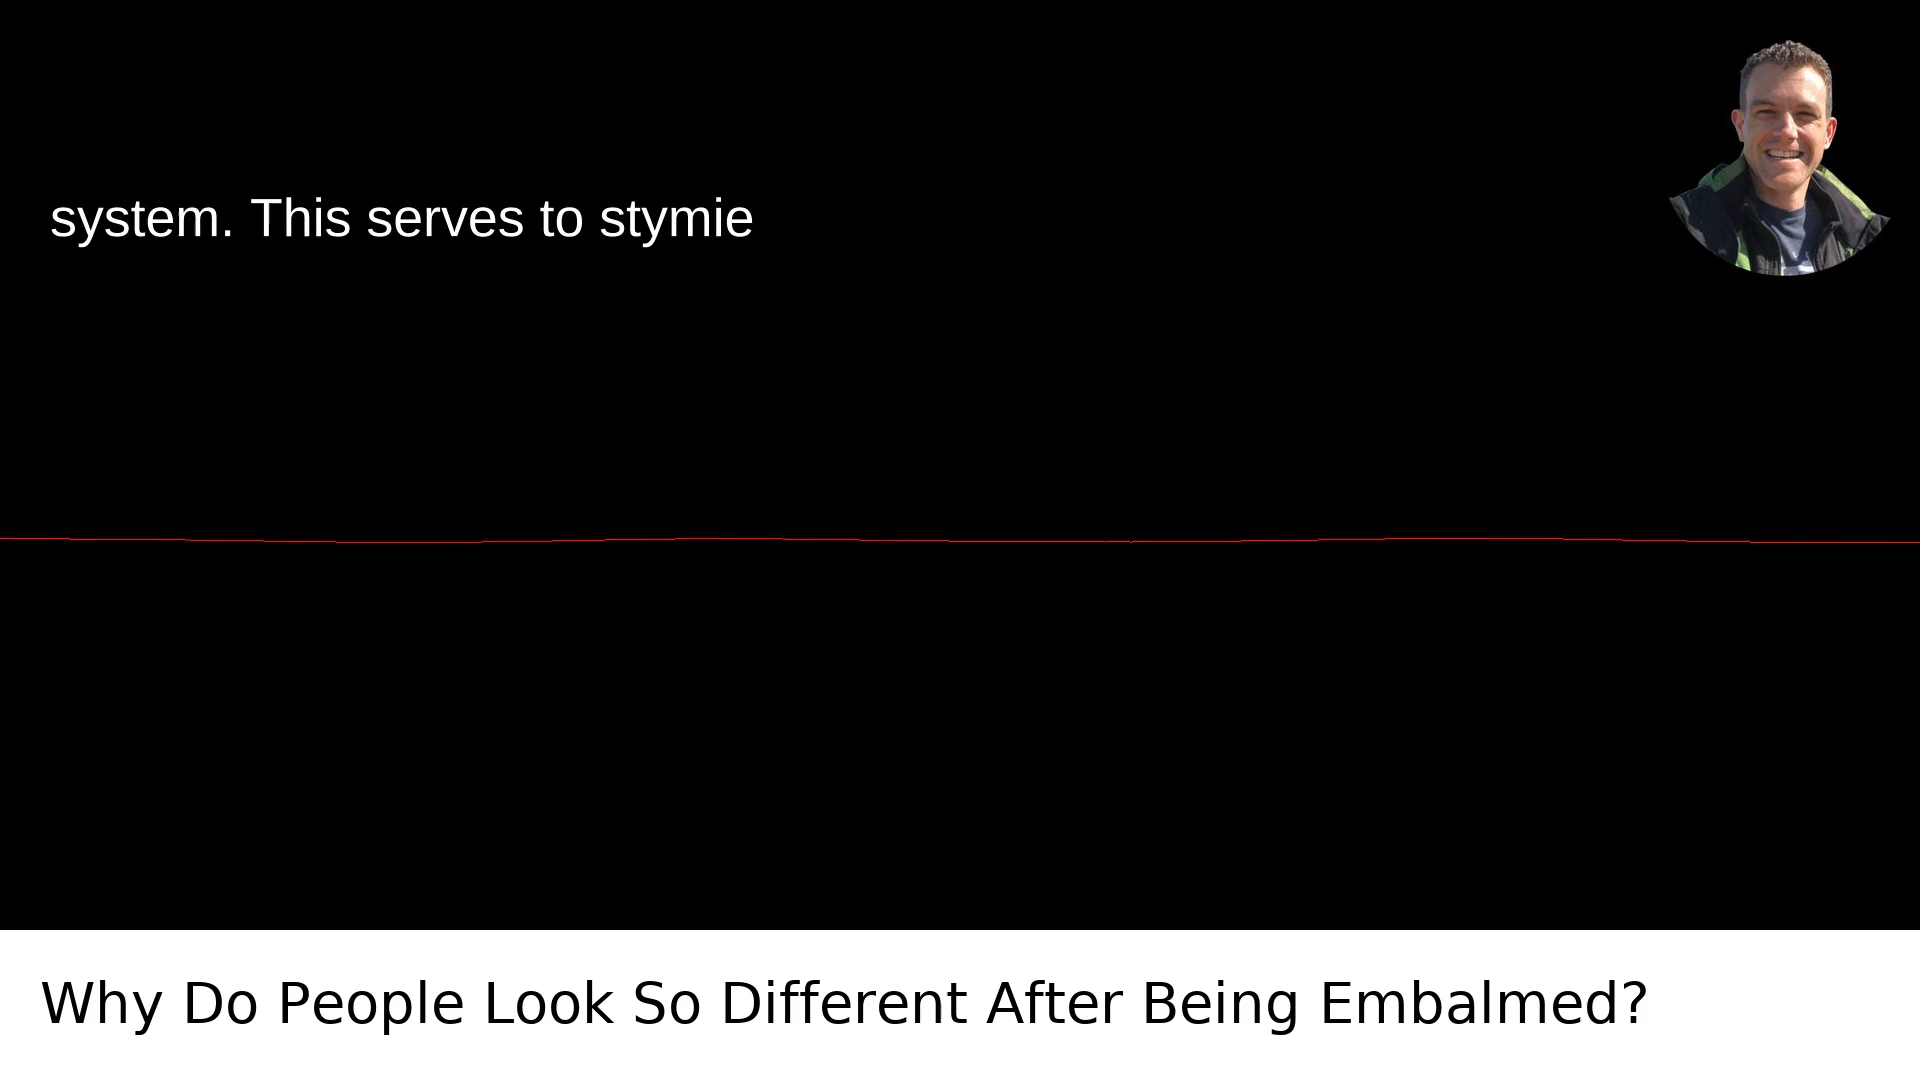 system. This serves to stymie
Why Do People Look So Different After Being Embalmed?